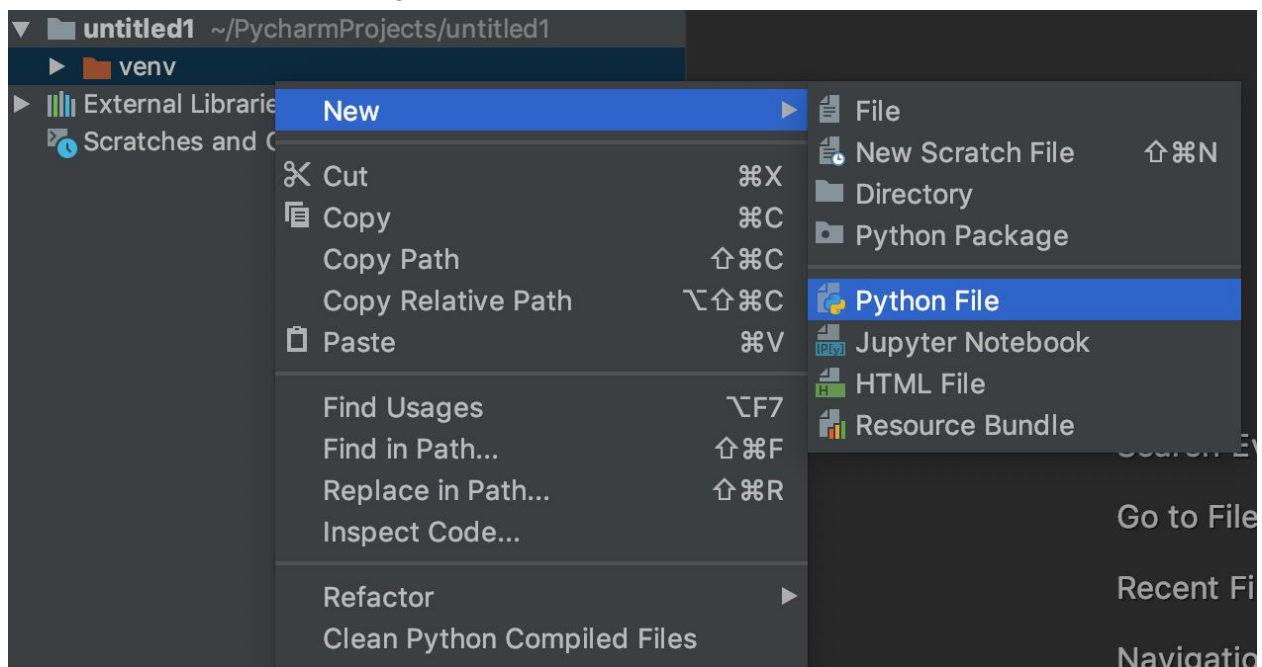 untitled1 ~/PycharmProjects/untitled1
venv
External Librarie
Scratches and
New
Cut ⌘X
Copy ⌘C
Copy Path ⇧⌘C
Copy Relative Path ⌥⇧⌘C
Paste ⌘V
Find Usages ⌥F7
Find in Path... ⇧⌘F
Replace in Path... ⇧⌘R
Inspect Code...
Refactor
Clean Python Compiled Files
File
New Scratch File ⇧⌘N
Directory
Python Package
Python File
IP[y] Jupyter Notebook
H HTML File
Resource Bundle
Go to File
Recent Fi
Navigatio